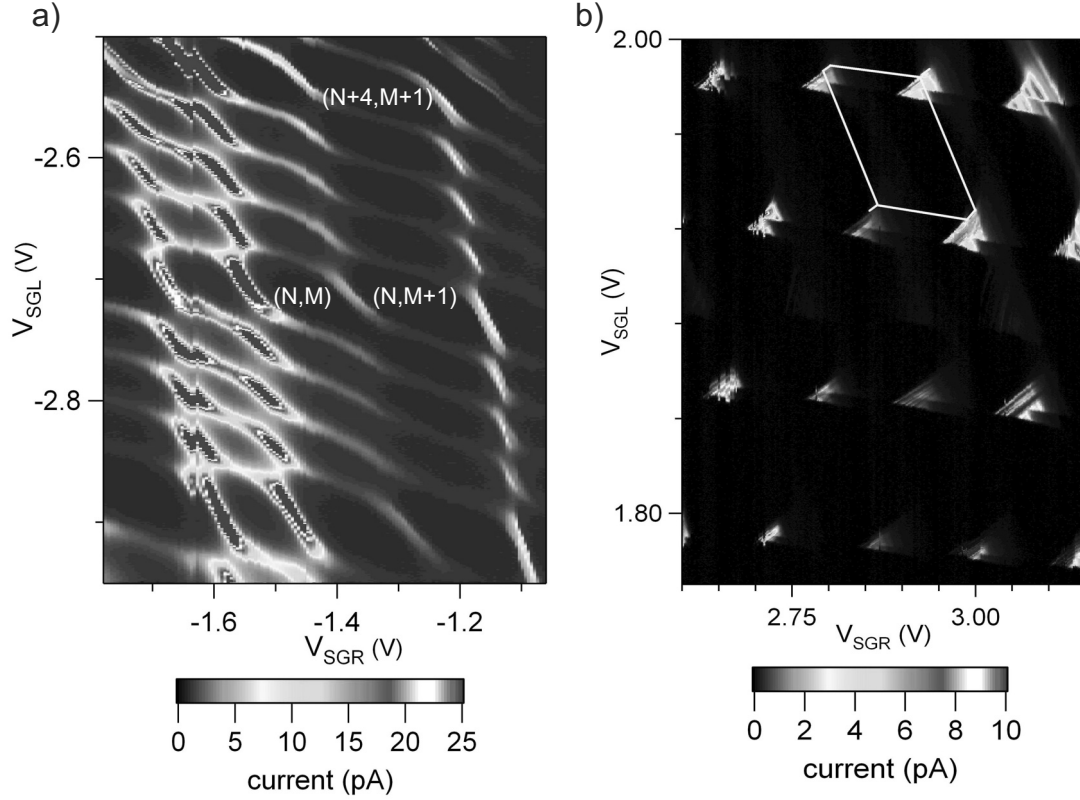 a)
b)
2.00
(N+4,M+1)
-2.6
V_SGL (V)
(N,M)
(N,M+1)
V_SGL (V)
-2.8
1.80
-1.6
-1.4
-1.2
2.75
3.00
V_SGR (V)
V_SGR (V)
0
5
10
15
20
25
0
2
4
6
8
10
current (pA)
current (pA)